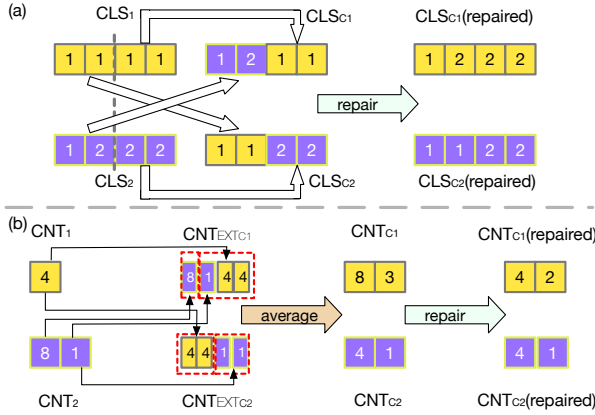 (a)
CLS1
CLSC1
CLSC1(repaired)
1 1 1 1
1 2 1 1
1 2 2 2
repair
1 2 2 2
1 1 2 2
1 1 2 2
CLS2
CLSC2
CLSC2(repaired)
(b)
CNT1
CNTEXTC1
CNTC1
CNTC1(repaired)
4
8 1 4 4
8 3
4 2
average
repair
8 1
4 4 1 1
4 1
4 1
CNT2
CNTEXTC2
CNTC2
CNTC2(repaired)